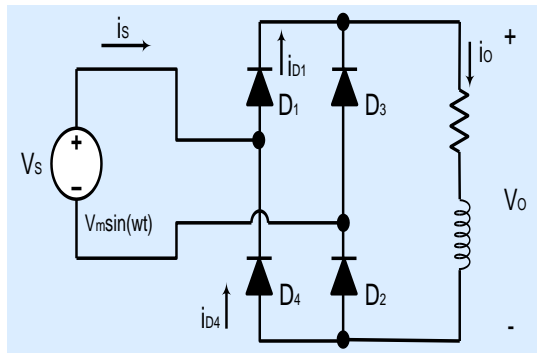 iS
iD1
+
iO
D1
D3
+
VS
-
Vmsin(wt)
VO
D4
D2
iD4
-